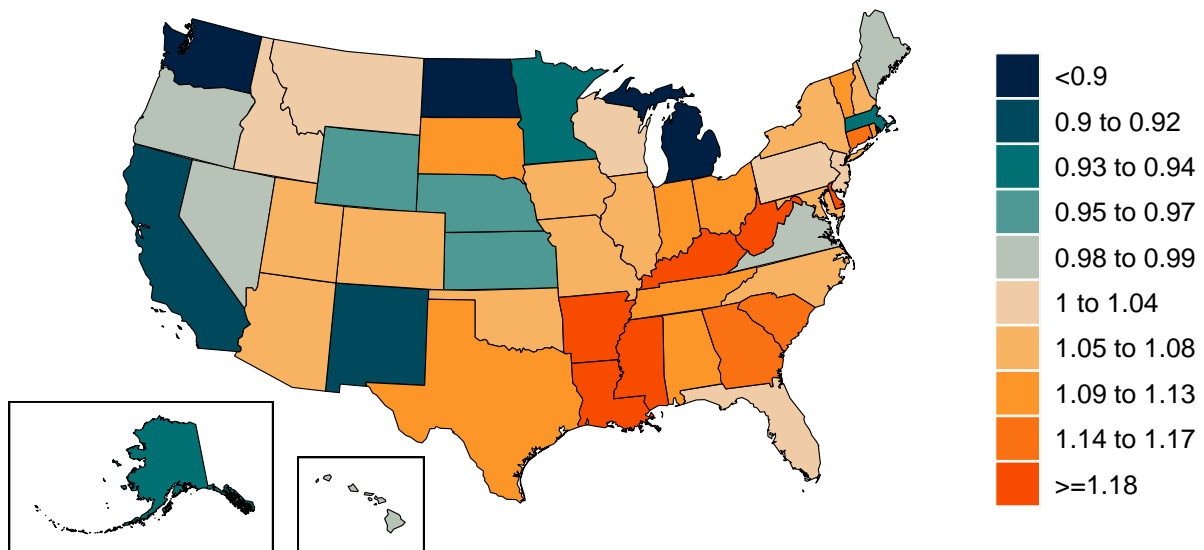 <0.9
0.9 to 0.92
0.93 to 0.94
0.95 to 0.97
0.98 to 0.99
1 to 1.04
1.05 to 1.08
1.09 to 1.13
1.14 to 1.17
>=1.18